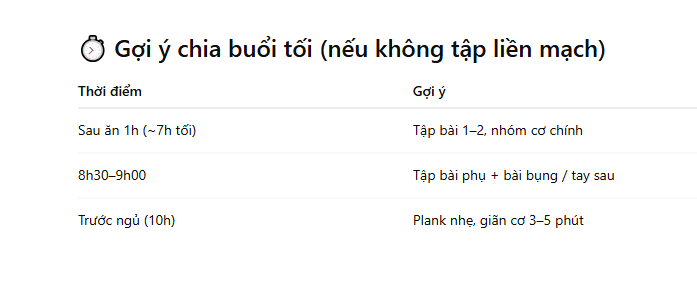 Gợi ý chia buổi tối (nếu không tập liền mạch)
Thời điểm Gợi ý
Sau ăn 1h (~7h tối) Tập bài 1–2, nhóm cơ chính
8h30–9h00 Tập bài phụ + bài bụng / tay sau
Trước ngủ (10h) Plank nhẹ, giãn cơ 3–5 phút